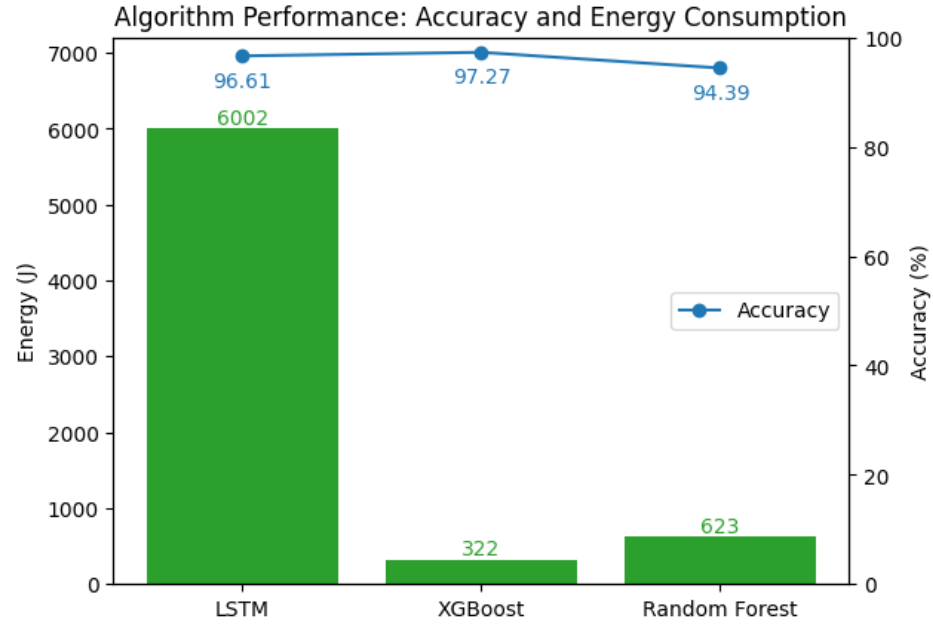 Algorithm Performance: Accuracy and Energy Consumption
7000
6000
5000
4000
3000
2000
1000
0
Energy (J)
100
80
60
40
20
0
Accuracy (%)
96.61
97.27
94.39
6002
322
623
Accuracy
LSTM
XGBoost
Random Forest